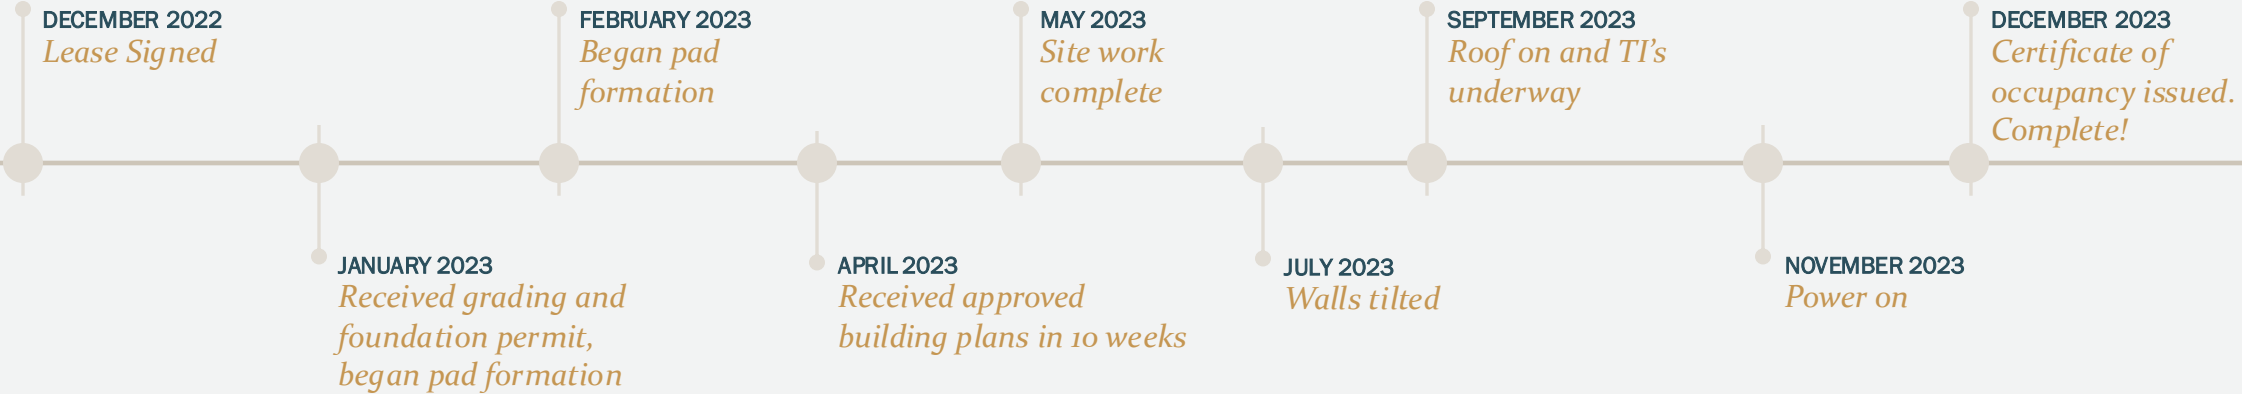 DECEMBER 2022
Lease Signed
JANUARY 2023
Received grading and
foundation permit,
began pad formation
FEBRUARY 2023
Began pad
formation
APRIL 2023
Received approved
building plans in 10 weeks
MAY 2023
Site work
complete
JULY 2023
Walls tilted
SEPTEMBER 2023
Roof on and TI’s
underway
NOVEMBER 2023
Power on
DECEMBER 2023
Certificate of
occupancy issued.
Complete!